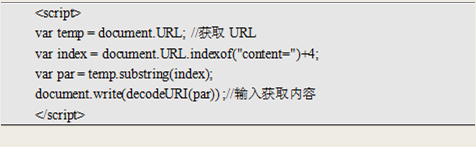 <script>
var temp = document.URL; //获取 URL
var index = document.URL.indexof("content=")+4;
var par = temp.substring(index);
document.write(decodeURI(par)) ;//输入获取内容
</script>